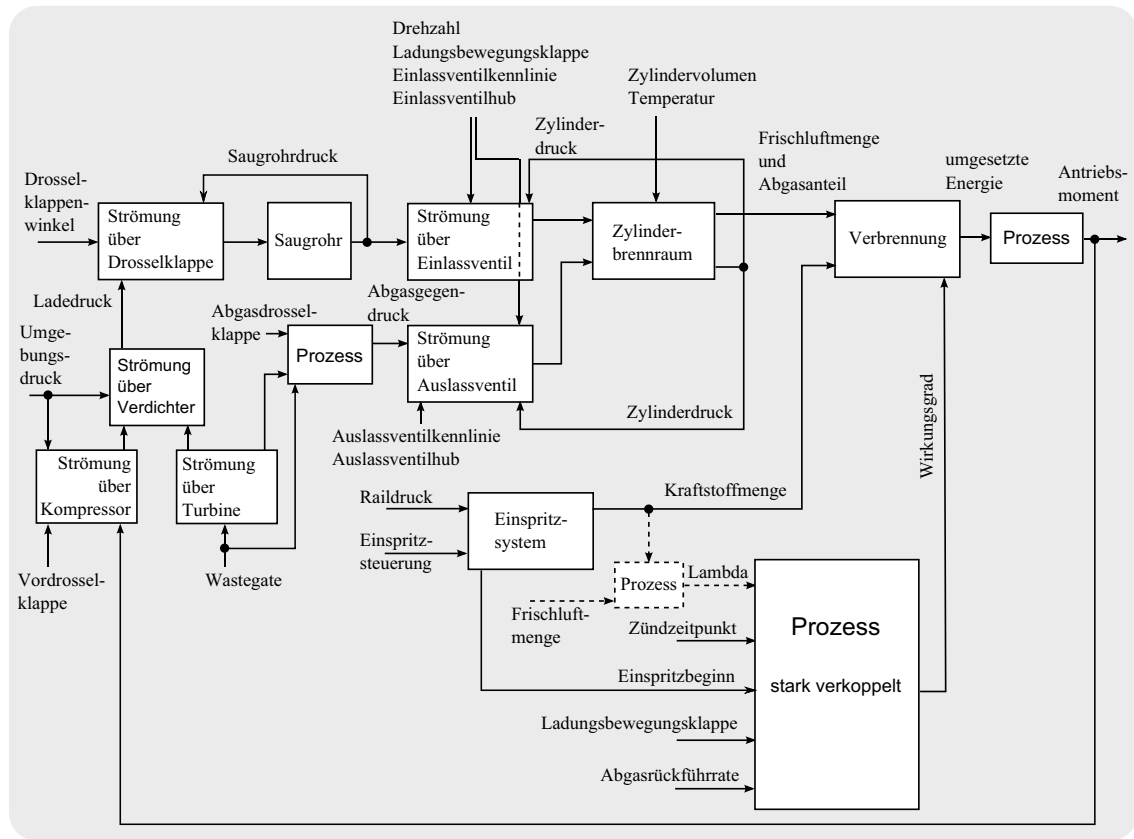 Drehzahl
Ladungsbewegungsklappe
Einlassventilkennlinie
Einlassventilhub
Zylindervolumen
Temperatur
Zylinder-
druck
Frischluftmenge
und
Abgasanteil
umgesetzte
Energie
Antriebs-
moment
Saugrohrdruck
Drossel-
klappen-
winkel
Strömung
über
Drosselklappe
Saugrohr
Strömung
über
Einlassventil
Zylinder-
brennraum
Verbrennung
Prozess
Ladedruck
Abgasgegen-
druck
Abgasdrossel-
klappe
Umge-
bungs-
druck
Strömung
über
Verdichter
Prozess
Strömung
über
Auslassventil
Zylinderdruck
Wirkungsgrad
Auslassventilkennlinie
Auslassventilhub
Strömung
über
Kompressor
Strömung
über
Turbine
Vordrossel-
klappe
Wastegate
Raildruck
Einspritz-
steuerung
Einspritz-
system
Kraftstoffmenge
Prozess
Lambda
Frischluft-
menge
Zündzeitpunkt
Einspritzbeginn
Ladungsbewegungsklappe
Abgasrückführrate
Prozess
stark verkoppelt